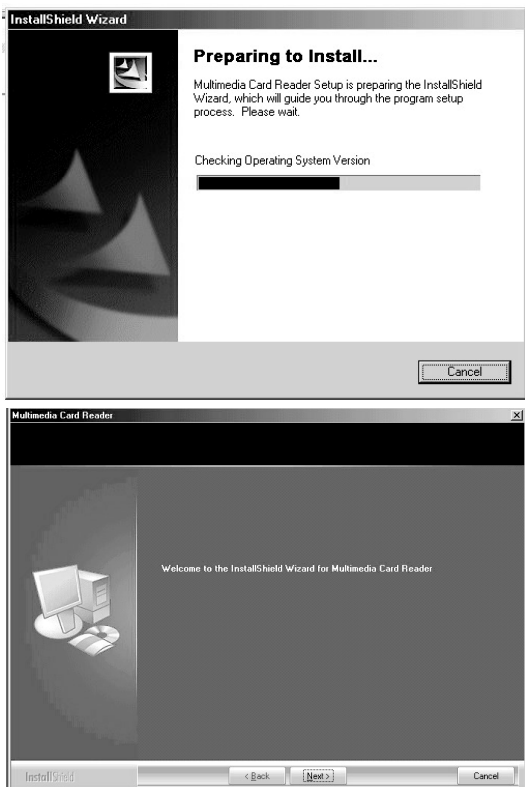 InstallShield Wizard
Preparing to Install...
Multimedia Card Reader Setup is preparing the InstallShield
Wizard, which will guide you through the program setup
process. Please wait.
Checking Operating System Version
Cancel
Multimedia Card Reader
Welcome to the InstallShield Wizard for Multimedia Card Reader
InstallShield
< Back Next > Cancel